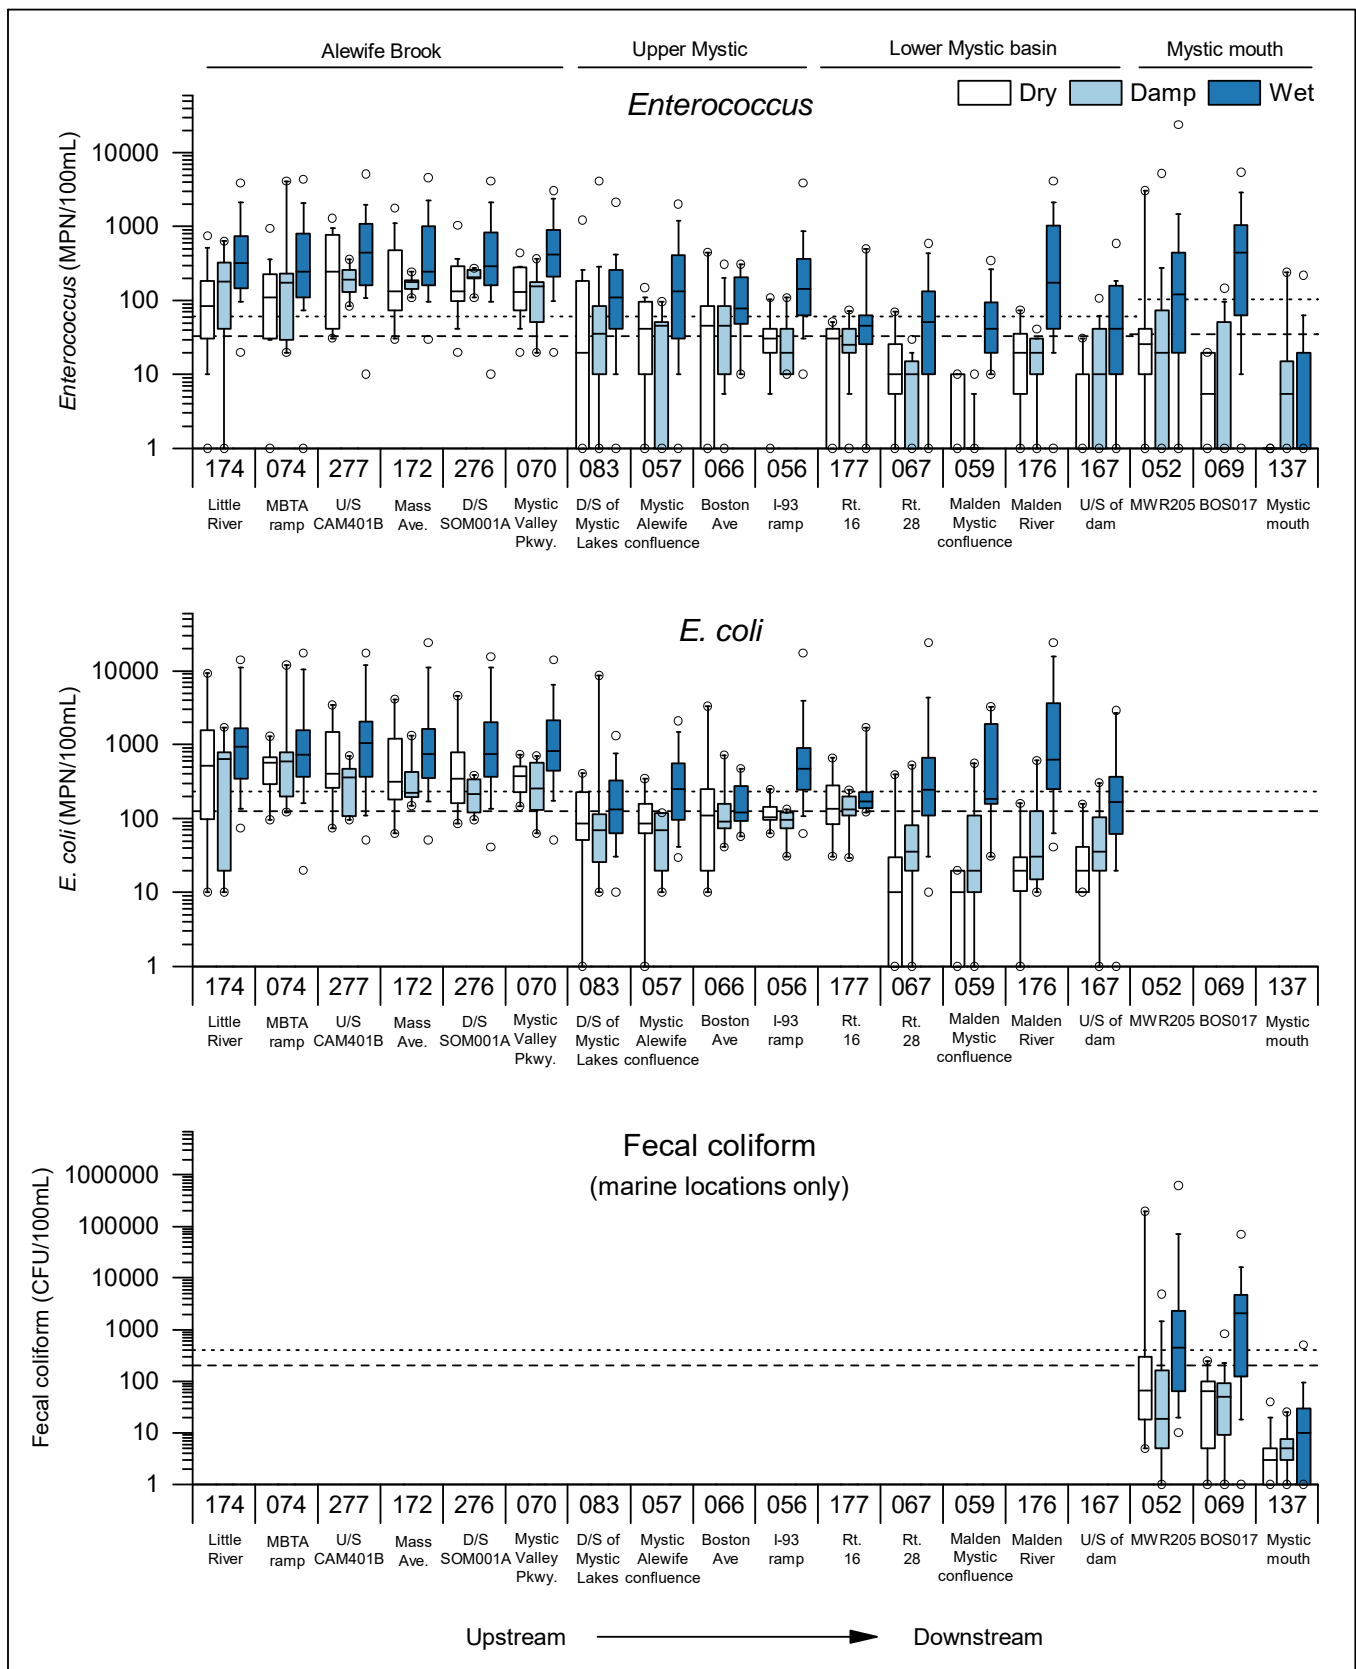 Alewife Brook Upper Mystic Lower Mystic basin Mystic mouth
Dry Damp Wet
Enterococcus
Enterococcus (MPN/100mL)
10000
1000
100
10
1
174 074 277 172 276 070 083 057 066 056 177 067 059 176 167 052 069 137
Little MBTA U/S Mass D/S Mystic D/S of Mystic Boston I-93 Rt. Rt. Malden Malden U/S of MWR205 BOS017 Mystic
River ramp CAM401B Ave. SOM001A Valley Mystic Alewife Ave ramp 16 28 Mystic River dam mouth
Pkwy. Lakes confluence confluence
E. coli
E. coli (MPN/100mL)
10000
1000
100
10
1
174 074 277 172 276 070 083 057 066 056 177 067 059 176 167 052 069 137
Little MBTA U/S Mass D/S Mystic D/S of Mystic Boston I-93 Rt. Rt. Malden Malden U/S of MWR205 BOS017 Mystic
River ramp CAM401B Ave. SOM001A Valley Mystic Alewife Ave ramp 16 28 Mystic River dam mouth
Pkwy. Lakes confluence confluence
Fecal coliform
(marine locations only)
Fecal coliform (CFU/100mL)
1000000
100000
10000
1000
100
10
1
174 074 277 172 276 070 083 057 066 056 177 067 059 176 167 052 069 137
Little MBTA U/S Mass D/S Mystic D/S of Mystic Boston I-93 Rt. Rt. Malden Malden U/S of MWR205 BOS017 Mystic
River ramp CAM401B Ave. SOM001A Valley Mystic Alewife Ave ramp 16 28 Mystic River dam mouth
Pkwy. Lakes confluence confluence
Upstream Downstream